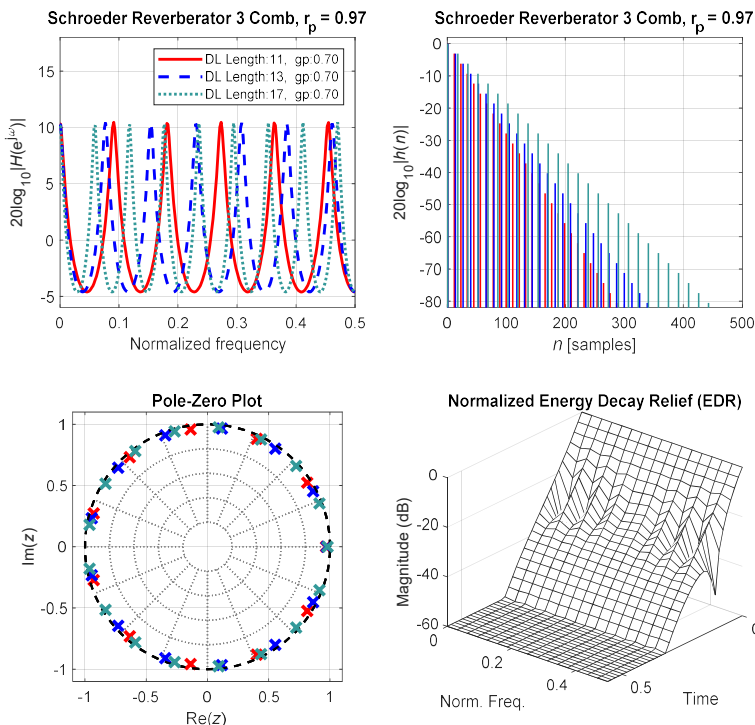 Schroeder Reverberator 3 Comb, rp = 0.97
DL Length:11, gp:0.70
DL Length:13, gp:0.70
DL Length:17, gp:0.70
20log10|H(e^jω)|
15
10
5
0
-5
0
0.1
0.2
0.3
0.4
0.5
Normalized frequency
Schroeder Reverberator 3 Comb, rp = 0.97
20log10|h(n)|
0
-10
-20
-30
-40
-50
-60
-70
-80
0
100
200
300
400
500
n [samples]
Pole-Zero Plot
Im(z)
1
0.5
0
-0.5
-1
-1
-0.5
0
0.5
1
Re(z)
Normalized Energy Decay Relief (EDR)
Magnitude (dB)
0
-20
-40
-60
0
0.2
0.4
Norm. Freq.
0.5
0
Time